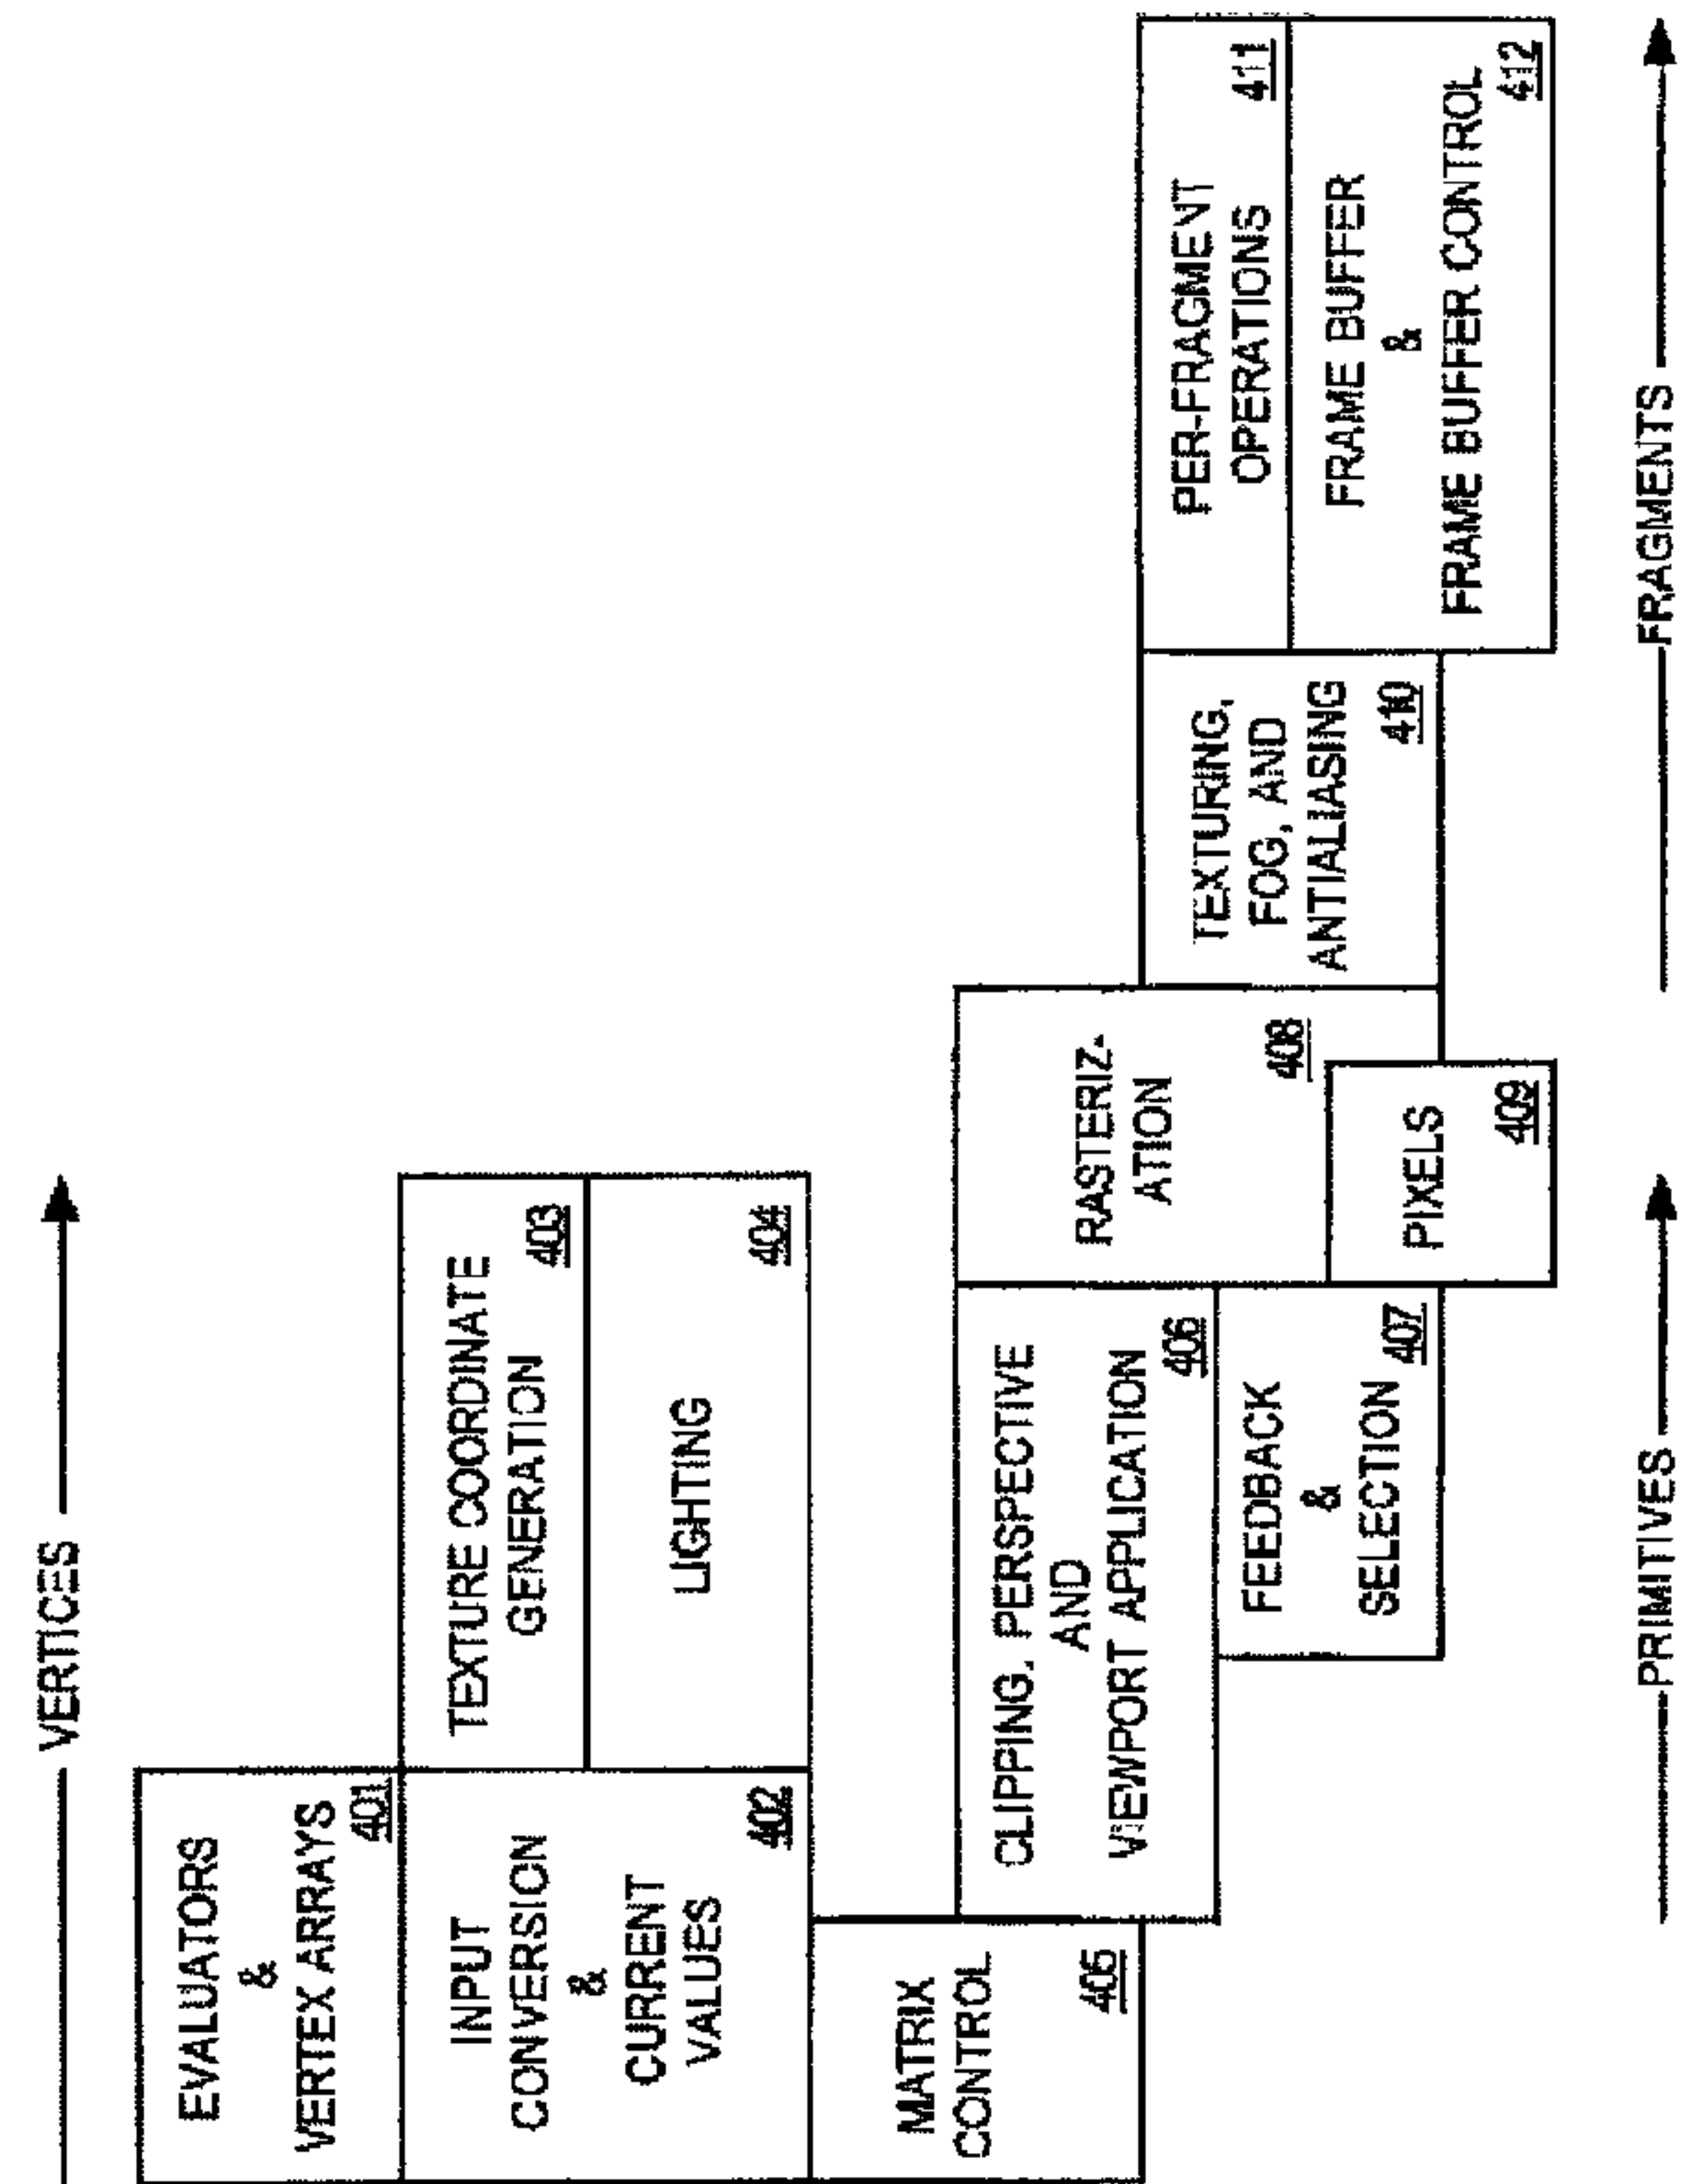 VERTICES
EVALUATORS
&
VERTEX ARRAYS
401
INPUT
CONVERSION
&
CURRENT
VALUES
402
TEXTURE COORDINATE
GENERATION
403
LIGHTING
404
MATRIX
CONTROL
405
CLIPPING, PERSPECTIVE
AND
VIEWPORT APPLICATION
406
FEEDBACK
&
SELECTION
407
RASTERIZ-
ATION
408
PIXELS
409
TEXTURING,
FOG, AND
ANTIALIASING
410
PER-FRAGMENT
OPERATIONS
411
FRAME BUFFER
&
FRAME BUFFER CONTROL
412
PRIMITIVES
FRAGMENTS